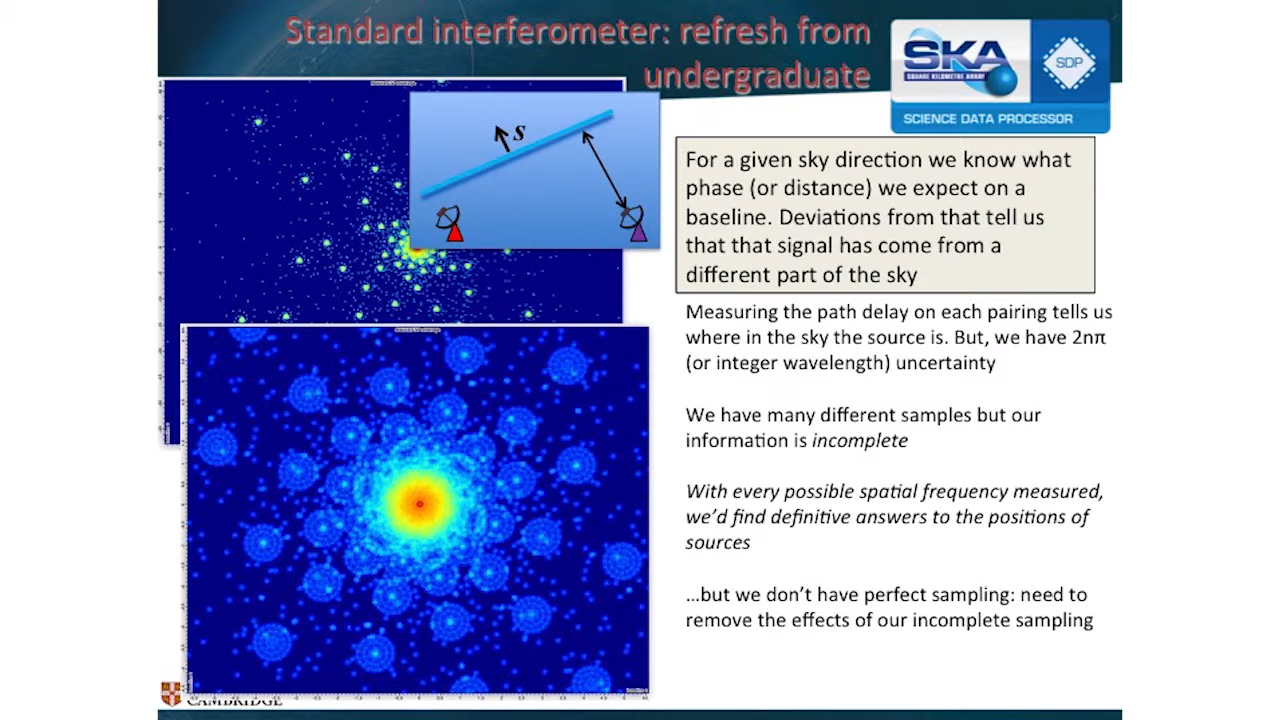 Standard interferometer: refresh from
undergraduate
SKA
SQUARE KILOMETRE ARRAY
SDP
SCIENCE DATA PROCESSOR
s
For a given sky direction we know what
phase (or distance) we expect on a
baseline. Deviations from that tell us
that that signal has come from a
different part of the sky
Measuring the path delay on each pairing tells us
where in the sky the source is. But, we have 2nπ
(or integer wavelength) uncertainty
We have many different samples but our
information is incomplete
With every possible spatial frequency measured,
we’d find definitive answers to the positions of
sources
…but we don’t have perfect sampling: need to
remove the effects of our incomplete sampling
CAMBRIDGE